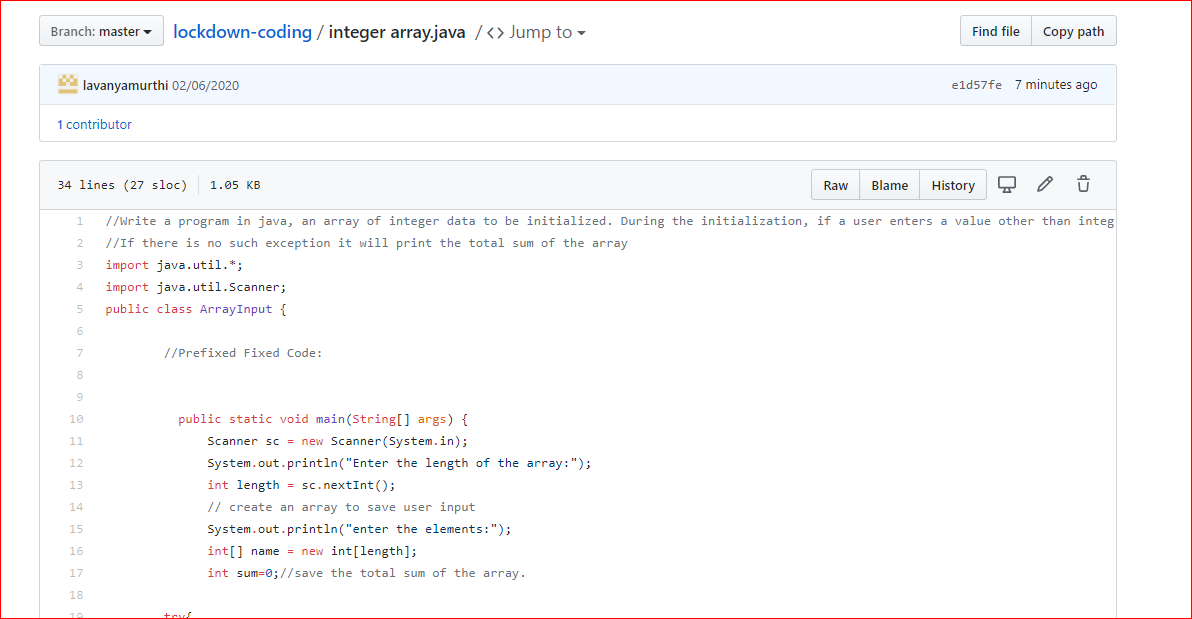 Branch: master lockdown-coding / integer array.java / <> Jump to Find file Copy path
lavanyamurthi 02/06/2020 e1d57fe 7 minutes ago
1 contributor
34 lines (27 sloc) 1.05 KB Raw Blame History
1 //Write a program in java, an array of integer data to be initialized. During the initialization, if a user enters a value other than integ
2 //If there is no such exception it will print the total sum of the array
3 import java.util.*;
4 import java.util.Scanner;
5 public class ArrayInput {
6
7 //Prefixed Fixed Code:
8
9
10 public static void main(String[] args) {
11 Scanner sc = new Scanner(System.in);
12 System.out.println("Enter the length of the array:");
13 int length = sc.nextInt();
14 // create an array to save user input
15 System.out.println("enter the elements:");
16 int[] name = new int[length];
17 int sum=0;//save the total sum of the array.
18
19 try{